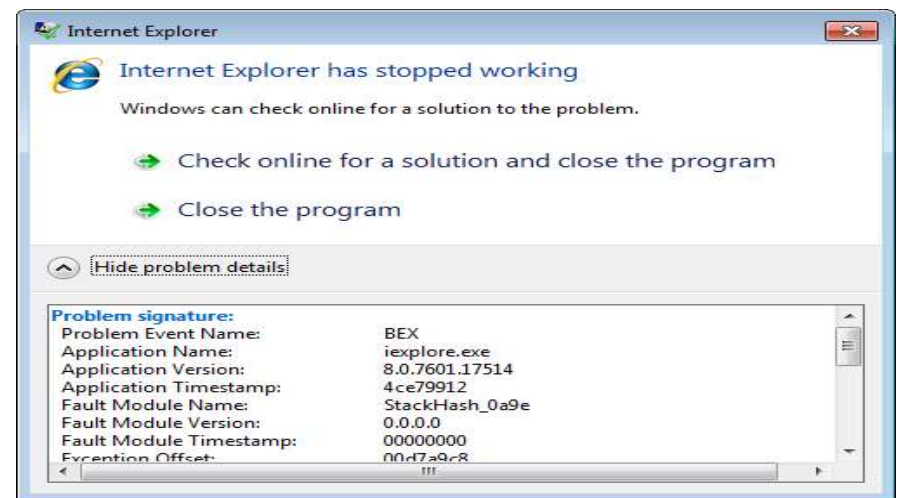 Internet Explorer
Internet Explorer has stopped working
Windows can check online for a solution to the problem.
Check online for a solution and close the program
Close the program
Hide problem details
Problem signature:
Problem Event Name: BEX
Application Name: iexplore.exe
Application Version: 8.0.7601.17514
Application Timestamp: 4ce79912
Fault Module Name: StackHash_0a9e
Fault Module Version: 0.0.0.0
Fault Module Timestamp: 00000000
Exception Offset: 00d7a9c8